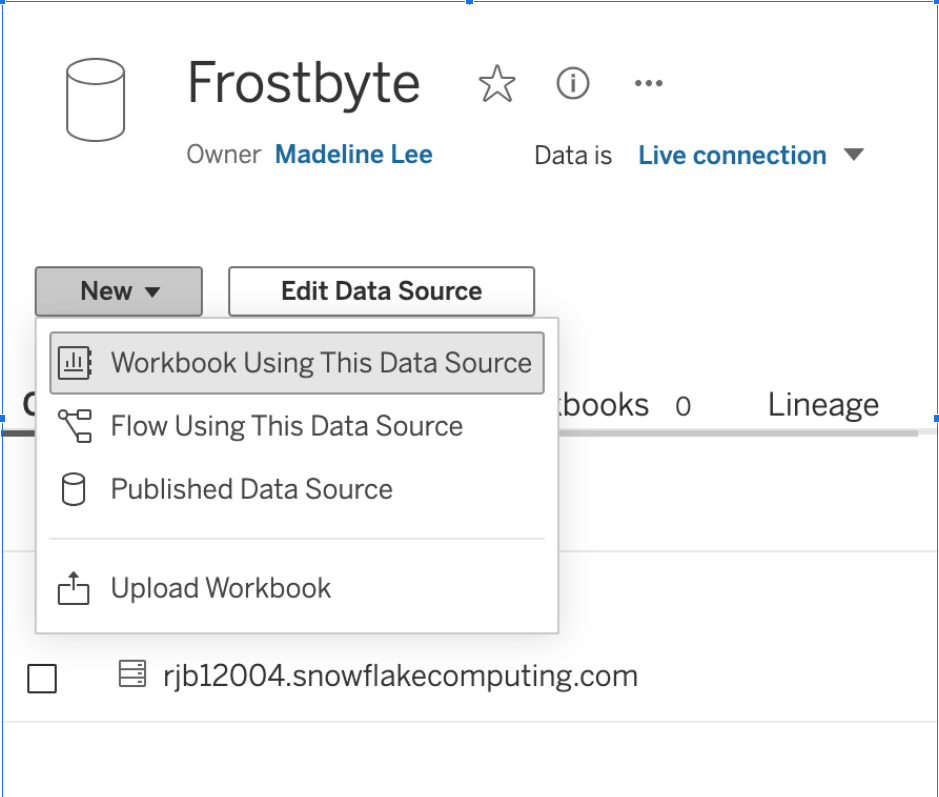 Frostbyte
Owner Madeline Lee Data is Live connection
New Edit Data Source
Workbook Using This Data Source
Lineage
0
Flow Using This Data Source
Published Data Source
Upload Workbook
rjb12004.snowflakecomputing.com